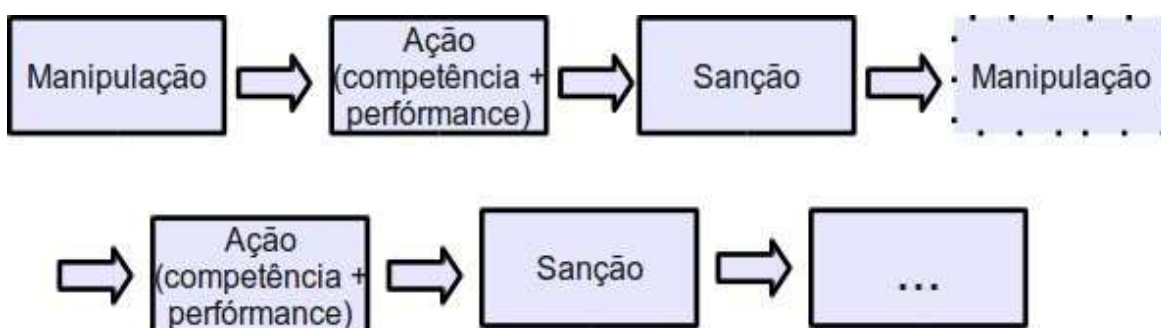 Manipulação
Ação
(competência +
perfórmance)
Sanção
Manipulação
Ação
(competência +
perfórmance)
Sanção
...